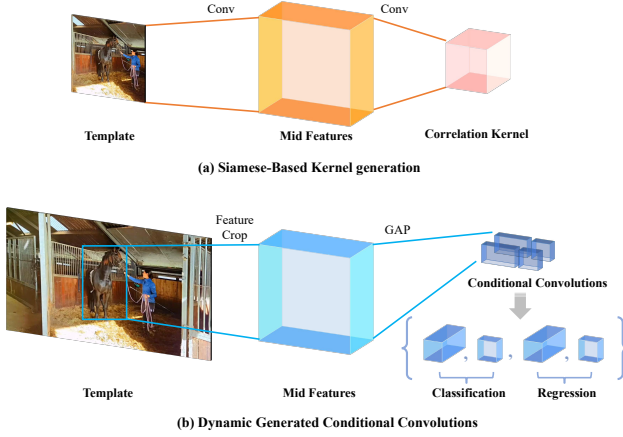 Conv
Conv
Template
Mid Features
Correlation Kernel
(a) Siamese-Based Kernel generation
Feature
Crop
GAP
Conditional Convolutions
{ , , , }
Classification
Regression
Template
Mid Features
(b) Dynamic Generated Conditional Convolutions